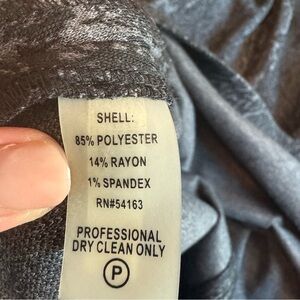 SHELL:
85% POLYESTER
14% RAYON
1% SPANDEX
RN#54163
PROFESSIONAL
DRY CLEAN ONLY
P